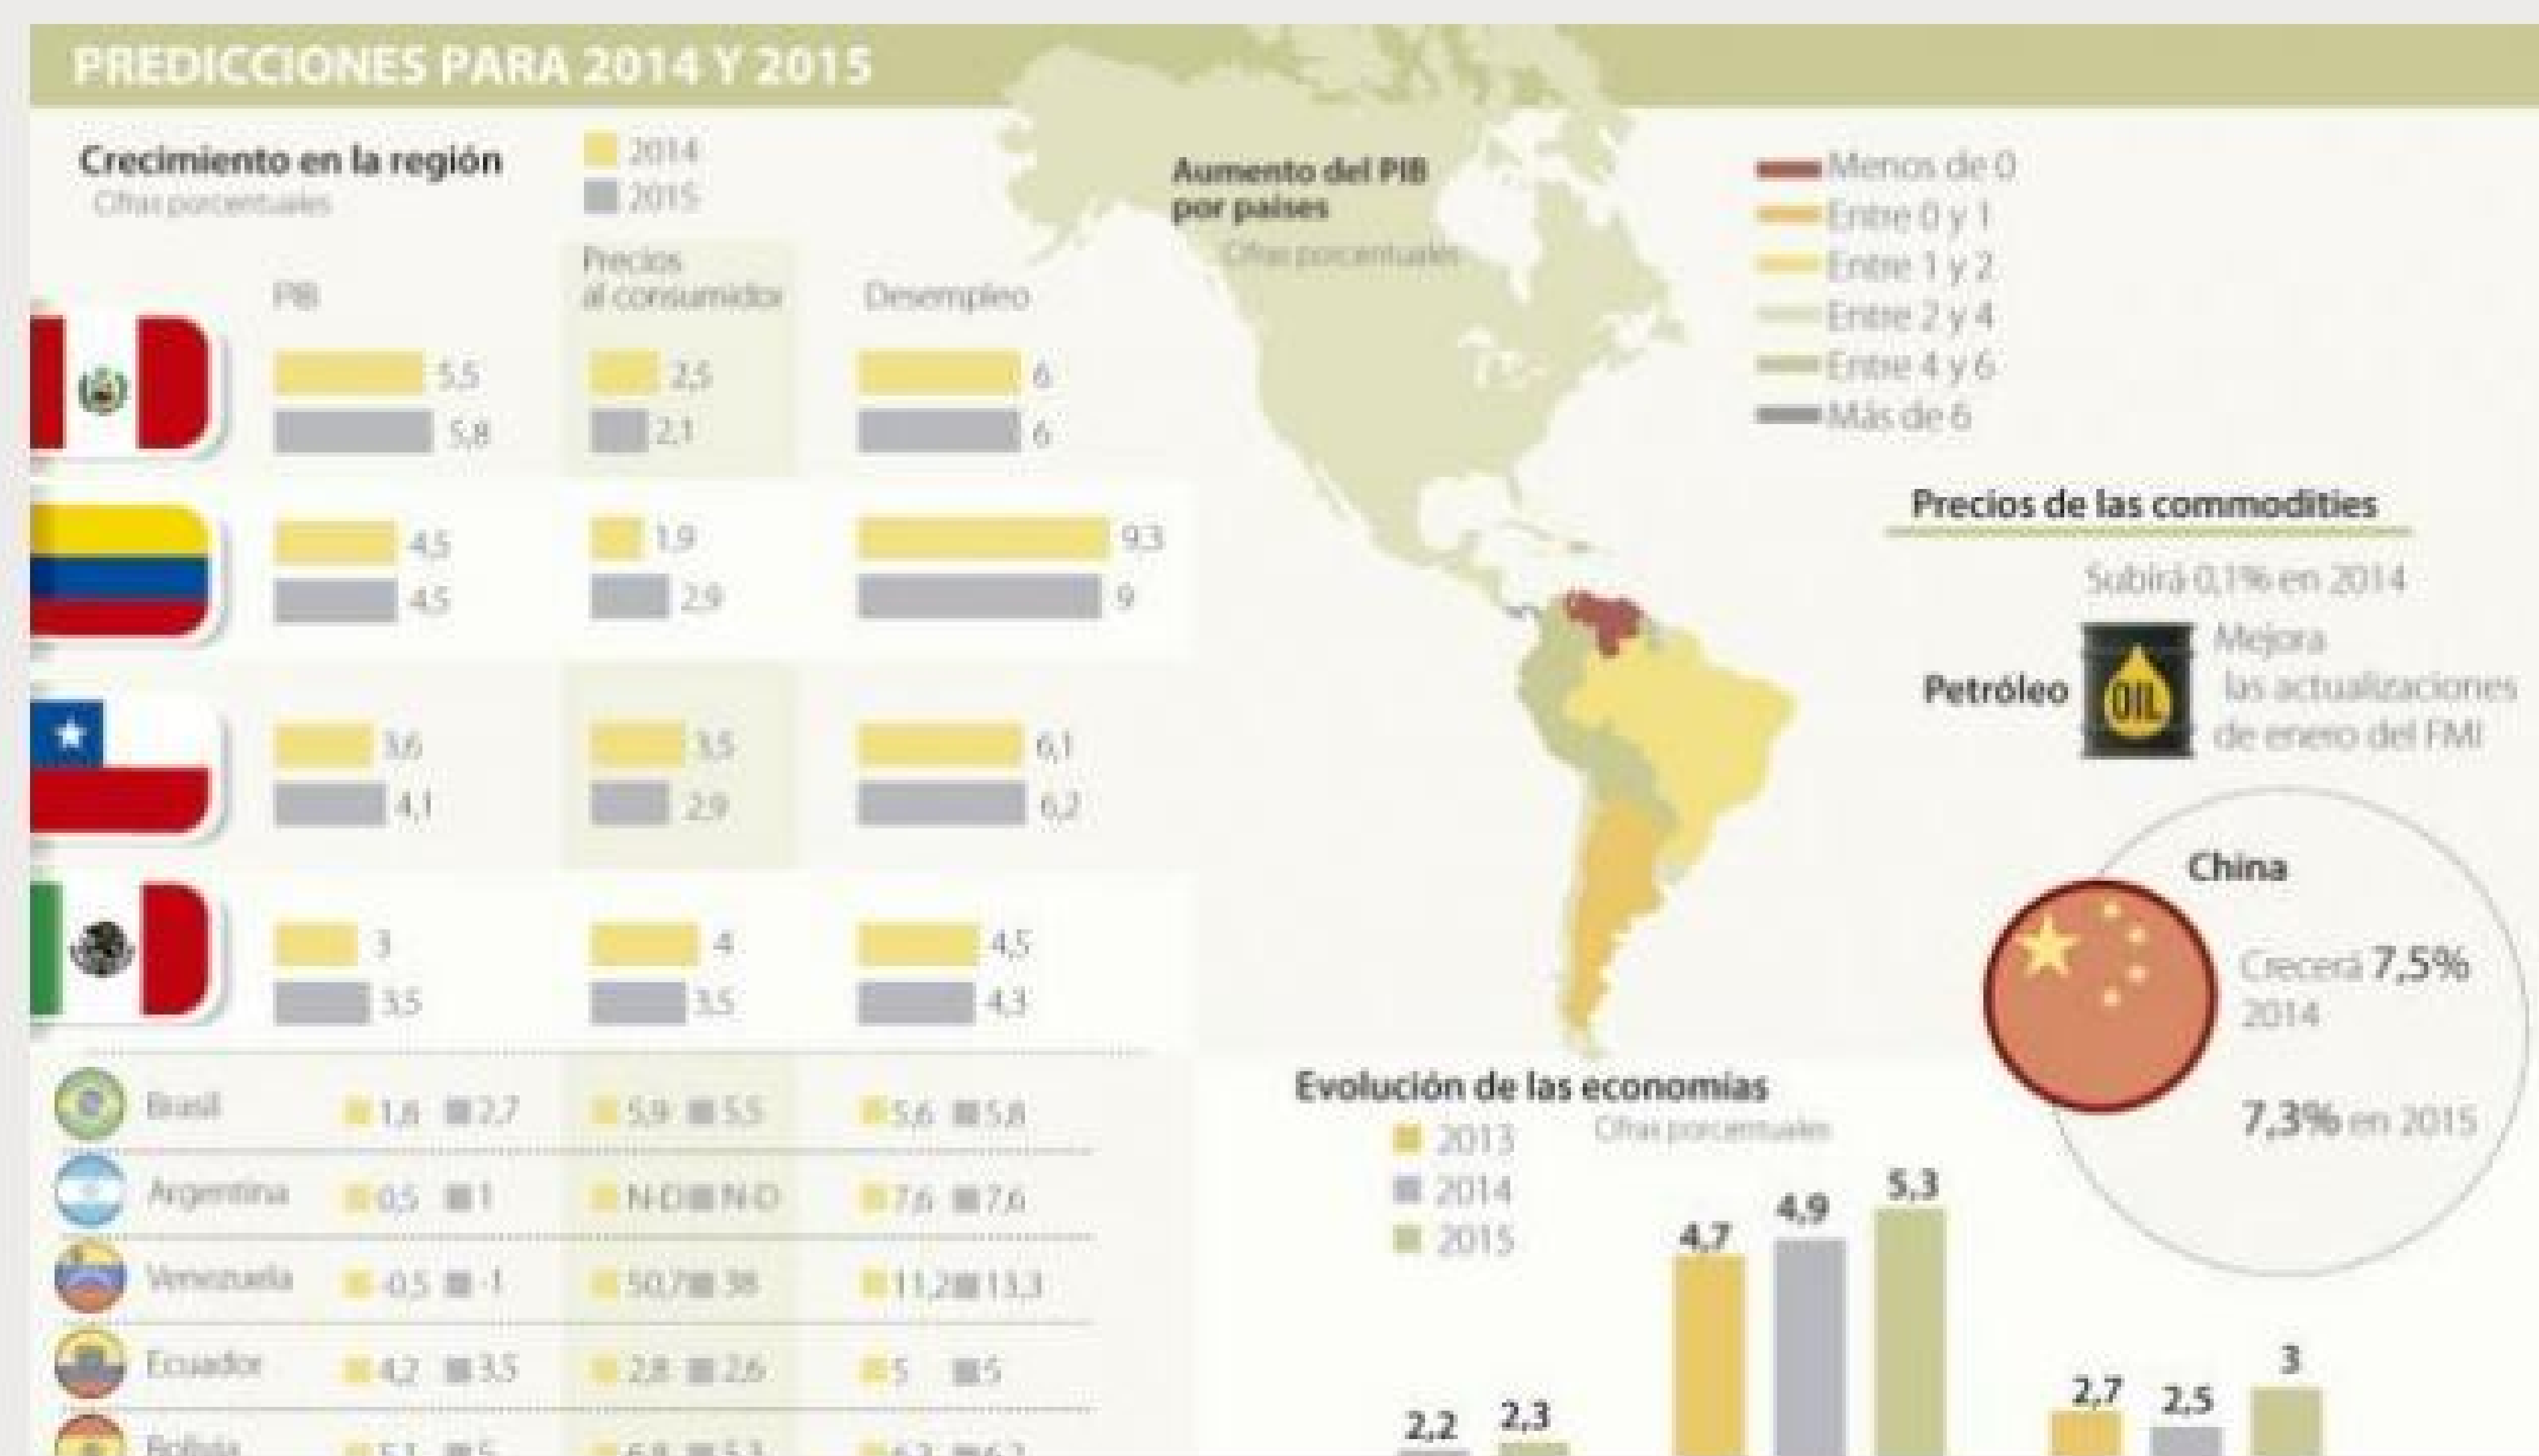 PREDICCIONES PARA 2014 Y 2015
Crecimiento en la región
Cifras porcentuales
2014
2015
PIB
Precios
al consumidor
Desempleo
5,5
2,5
6
5,8
2,1
6
4,5
1,9
9,3
4,5
2,9
9
3,6
3,5
6,1
4,1
2,9
6,2
3
4
4,5
3,5
3,5
4,3
Brasil 1,8 2,7 5,9 5,5 5,6 5,8
Argentina 0,5 1 N-D N-D 7,6 7,6
Venezuela -0,5 -1 50,7 38 11,2 13,3
Ecuador 4,2 3,5 2,8 2,6 5 5
Bolivia 5,1 5 6,8 5,3
Aumento del PIB
por países
Cifras porcentuales
Menos de 0
Entre 0 y 1
Entre 1 y 2
Entre 2 y 4
Entre 4 y 6
Más de 6
Precios de las commodities
Subirá 0,1% en 2014
Petróleo
OIL
Mejora
las actualizaciones
de enero del FMI
China
Crecerá 7,5%
2014
7,3% en 2015
Evolución de las economías
Cifras porcentuales
2013
2014
2015
2,2
2,3
4,7
4,9
5,3
2,7
2,5
3